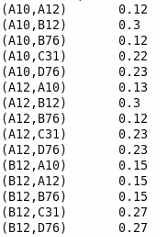 (A10,A12) 0.12
(A10,B12) 0.3
(A10,B76) 0.12
(A10,C31) 0.22
(A10,D76) 0.23
(A12,A10) 0.13
(A12,B12) 0.3
(A12,B76) 0.12
(A12,C31) 0.23
(A12,D76) 0.23
(B12,A10) 0.15
(B12,A12) 0.15
(B12,B76) 0.15
(B12,C31) 0.27
(B12,D76) 0.27